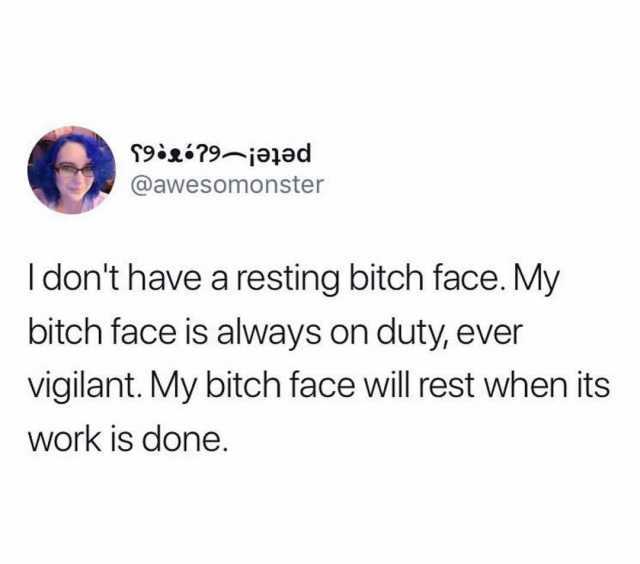 @awesomonster
I don't have a resting bitch face. My
bitch face is always on duty, ever
vigilant. My bitch face will rest when its
work is done.